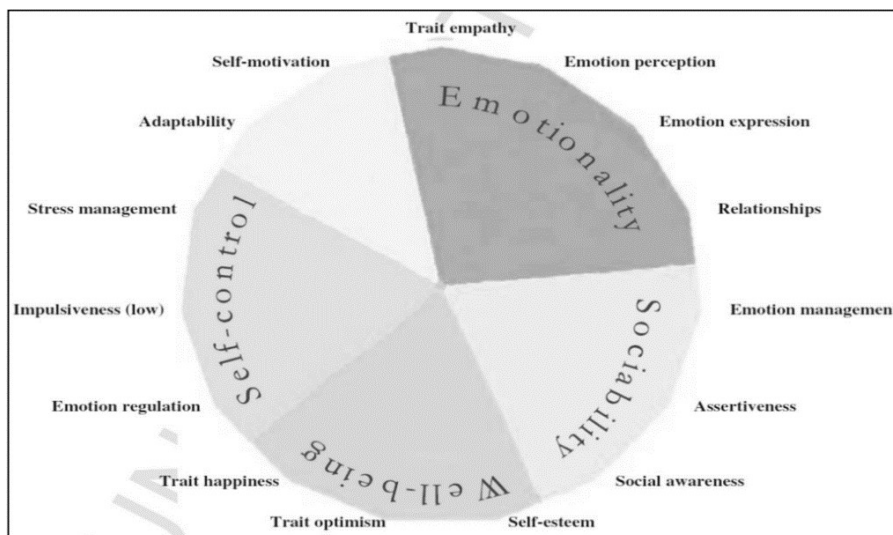 Trait empathy
Self-motivation
Emotion perception
Adaptability
Emotion expression
Stress management
Relationships
Impulsiveness (low)
Emotion management
Emotion regulation
Assertiveness
Trait happiness
Social awareness
Trait optimism
Self-esteem
Emotionality
Sociability
Well-being
Self-control